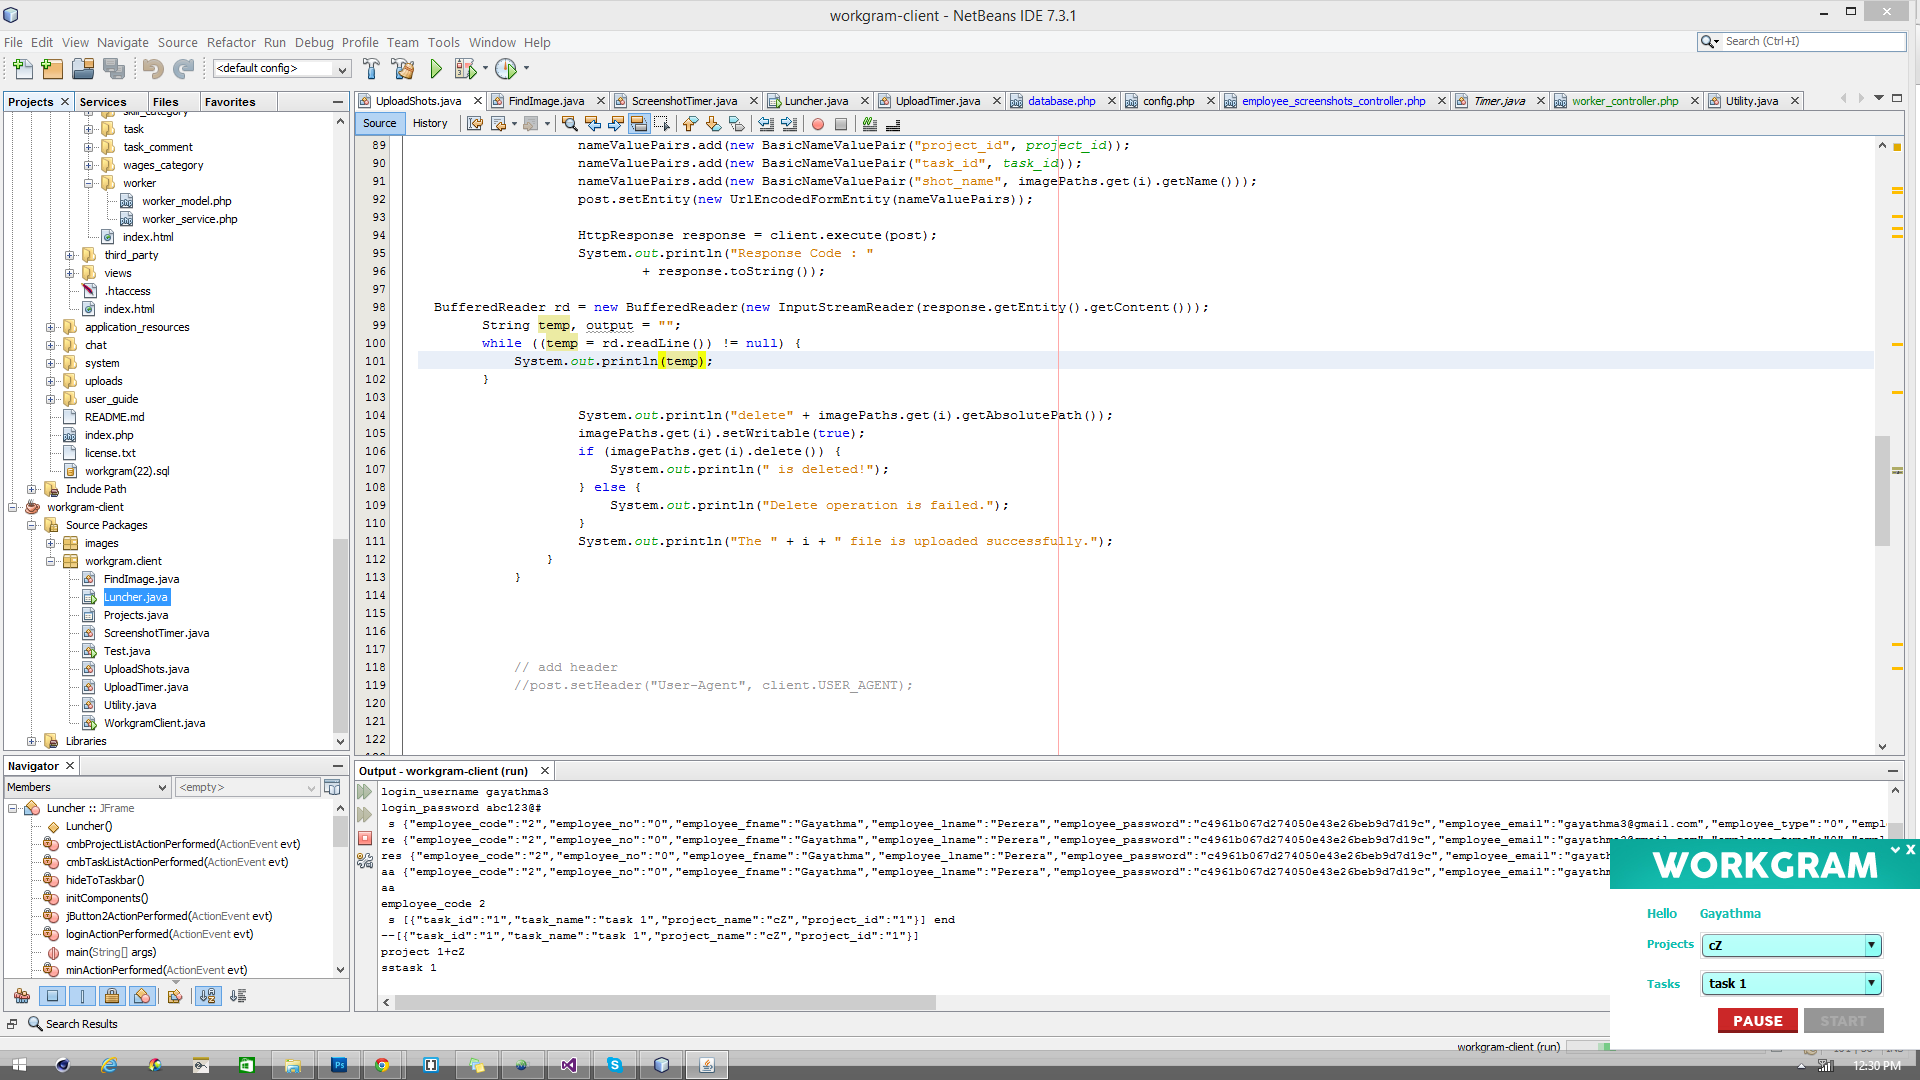 workgram-client - NetBeans IDE 7.3.1
File Edit View Navigate Source Refactor Run Debug Profile Team Tools Window Help
Search (Ctrl+I)
<default config>
Projects Services Files Favorites
UploadShots.java FindImage.java ScreenshotTimer.java Luncher.java UploadTimer.java database.php config.php employee_screenshots_controller.php Timer.java worker_controller.php Utility.java
Source History
skill_category
task
task_comment
wages_category
worker
worker_model.php
worker_service.php
index.html
third_party
views
.htaccess
index.html
application_resources
chat
system
uploads
user_guide
README.md
index.php
license.txt
workgram(22).sql
Include Path
workgram-client
Source Packages
images
workgram.client
FindImage.java
Luncher.java
Projects.java
ScreenshotTimer.java
Test.java
UploadShots.java
UploadTimer.java
Utility.java
WorkgramClient.java
Libraries
89 nameValuePairs.add(new BasicNameValuePair("project_id", project_id));
90 nameValuePairs.add(new BasicNameValuePair("task_id", task_id));
91 nameValuePairs.add(new BasicNameValuePair("shot_name", imagePaths.get(i).getName()));
92 post.setEntity(new UrlEncodedFormEntity(nameValuePairs));
93
94 HttpResponse response = client.execute(post);
95 System.out.println("Response Code : "
96 + response.toString());
97
98 BufferedReader rd = new BufferedReader(new InputStreamReader(response.getEntity().getContent()));
99 String temp, output = "";
100 while ((temp = rd.readLine()) != null) {
101 System.out.println(temp);
102 }
103
104 System.out.println("delete" + imagePaths.get(i).getAbsolutePath());
105 imagePaths.get(i).setWritable(true);
106 if (imagePaths.get(i).delete()) {
107 System.out.println(" is deleted!");
108 } else {
109 System.out.println("Delete operation is failed.");
110 }
111 System.out.println("The " + i + " file is uploaded successfully.");
112 }
113 }
114
115
116
117
118 // add header
119 //post.setHeader("User-Agent", client.USER_AGENT);
120
121
122
Navigator
Members <empty>
Luncher :: JFrame
Luncher()
cmbProjectListActionPerformed(ActionEvent evt)
cmbTaskListActionPerformed(ActionEvent evt)
hideToTaskbar()
initComponents()
jButton2ActionPerformed(ActionEvent evt)
loginActionPerformed(ActionEvent evt)
main(String[] args)
minActionPerformed(ActionEvent evt)
Output - workgram-client (run)
login_username gayathma3
login_password abc123@#
s {"employee_code":"2","employee_no":"0","employee_fname":"Gayathma","employee_lname":"Perera","employee_password":"c4961b067d274050e43e26beb9d7d19c","employee_email":"gayathma3@gmail.com","employee_type":"0","empl
re {"employee_code":"2","employee_no":"0","employee_fname":"Gayathma","employee_lname":"Perera","employee_password":"c4961b067d274050e43e26beb9d7d19c","employee_email":"gayathma3@gmail.com","employee_type":"0","emp
res {"employee_code":"2","employee_no":"0","employee_fname":"Gayathma","employee_lname":"Perera","employee_password":"c4961b067d274050e43e26beb9d7d19c","employee_email":"gayath
aa {"employee_code":"2","employee_no":"0","employee_fname":"Gayathma","employee_lname":"Perera","employee_password":"c4961b067d274050e43e26beb9d7d19c","employee_email":"gayathm
aa
employee_code 2
s [{"task_id":"1","task_name":"task 1","project_name":"cZ","project_id":"1"}] end
--[{"task_id":"1","task_name":"task 1","project_name":"cZ","project_id":"1"}]
project 1+cZ
sstask 1
WORKGRAM
X
Hello Gayathma
Projects cZ
Tasks task 1
PAUSE START
Search Results
workgram-client (run)
12:30 PM